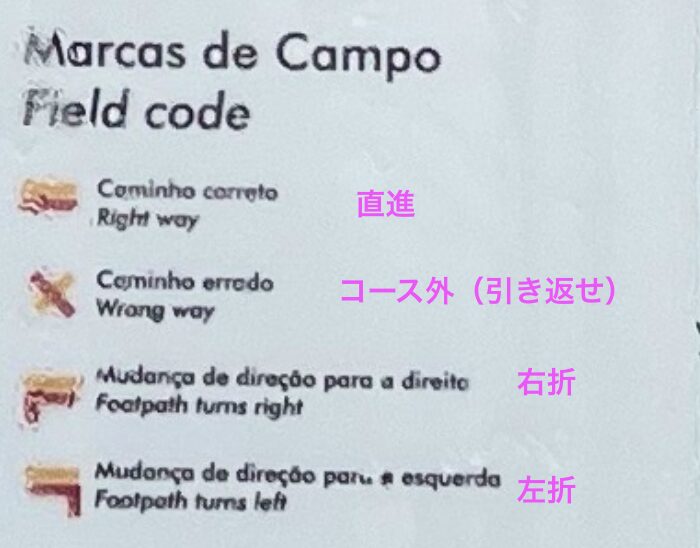 Marcas de Campo
Field code
Caminho correto
Right way
直進
Caminho errado
Wrong way
コース外（引き返せ）
Mudança de direção para a direita
Footpath turns right
右折
Mudança de direção para a esquerda
Footpath turns left
左折